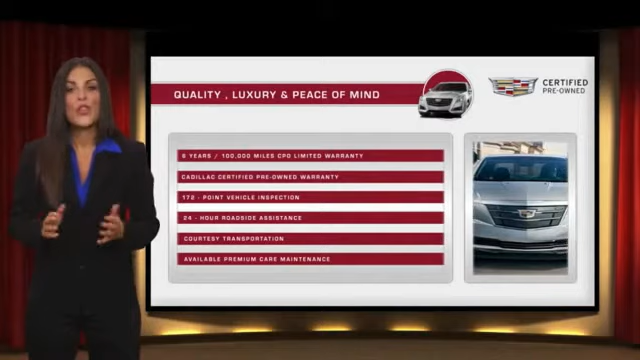 QUALITY , LUXURY & PEACE OF MIND
CERTIFIED
PRE-OWNED
6 YEARS / 100,000 MILES CPO LIMITED WARRANTY
CADILLAC CERTIFIED PRE-OWNED WARRANTY
172 - POINT VEHICLE INSPECTION
24 - HOUR ROADSIDE ASSISTANCE
COURTESY TRANSPORTATION
AVAILABLE PREMIUM CARE MAINTENANCE